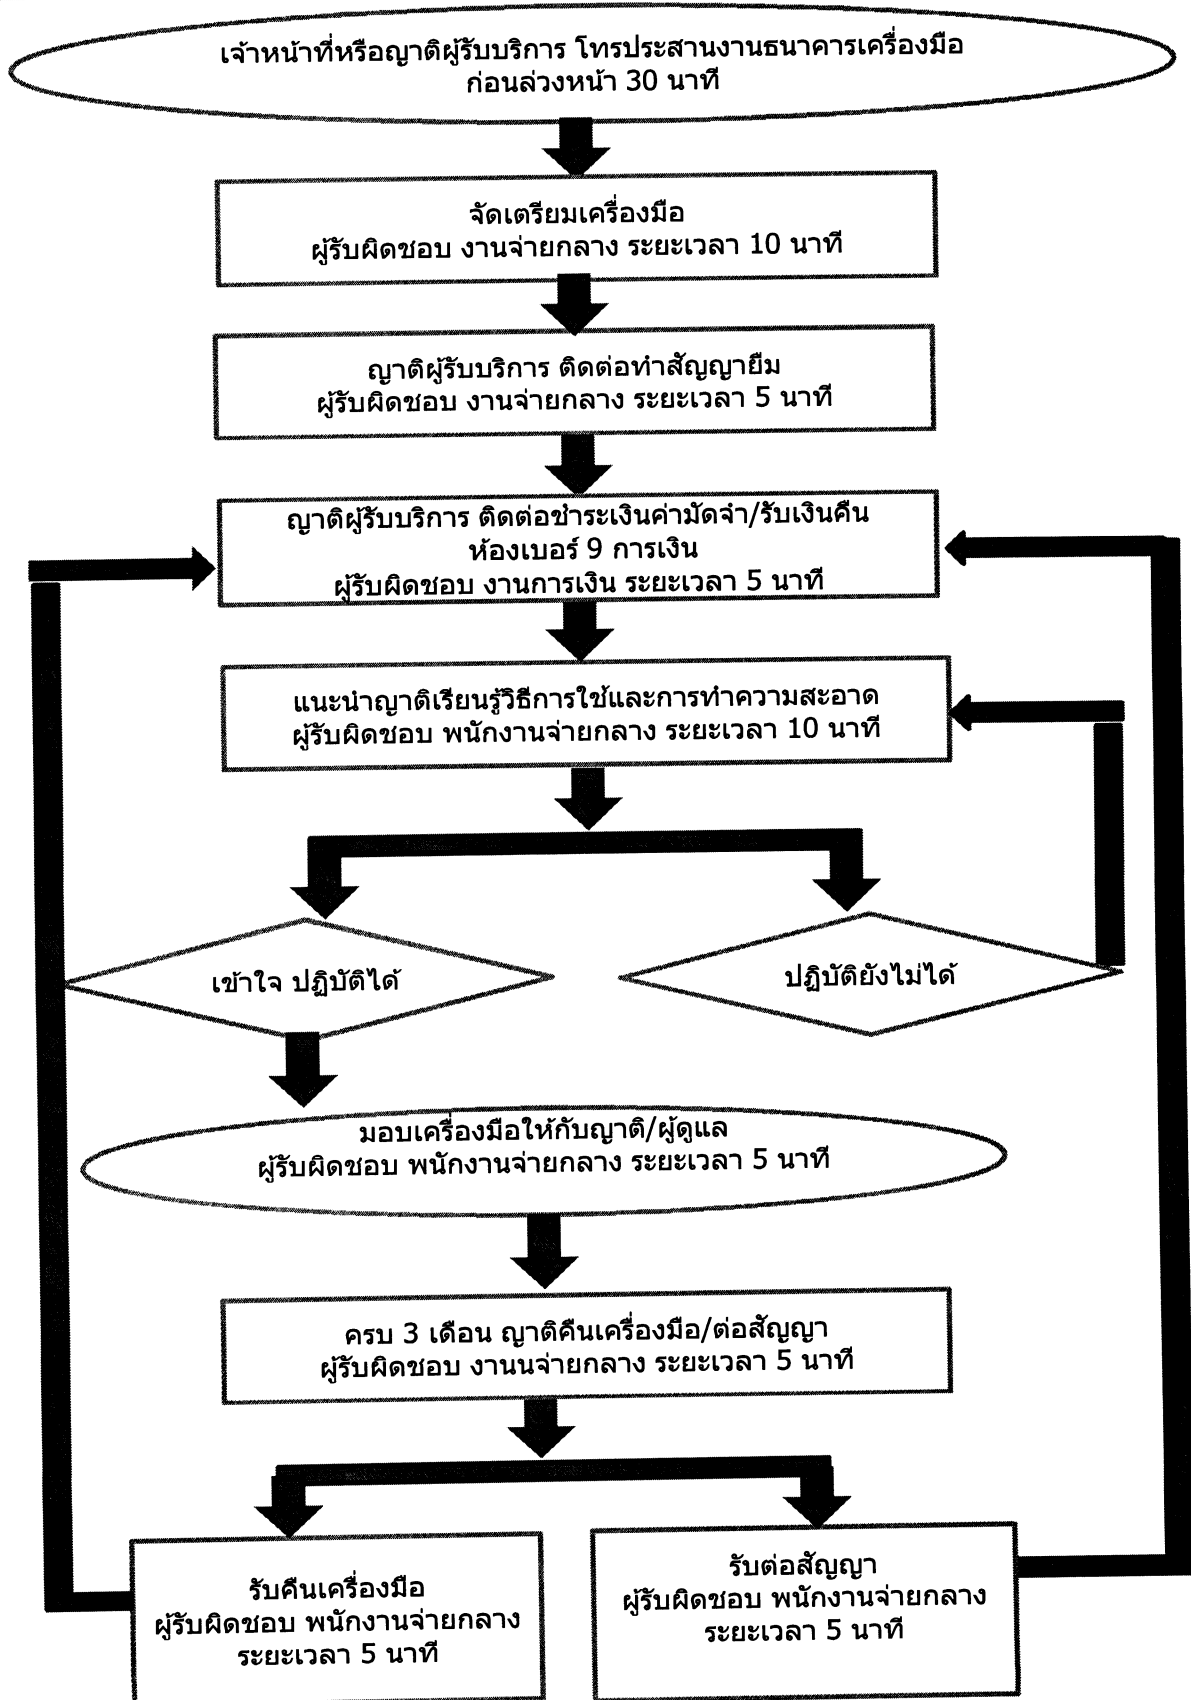 เจ้าหน้าที่หรือญาติผู้รับบริการ โทรประสานงานธนาคารเครื่องมือ
ก่อนล่วงหน้า 30 นาที
จัดเตรียมเครื่องมือ
ผู้รับผิดชอบ งานจ่ายกลาง ระยะเวลา 10 นาที
ญาติผู้รับบริการ ติดต่อทำสัญญายืม
ผู้รับผิดชอบ งานจ่ายกลาง ระยะเวลา 5 นาที
ญาติผู้รับบริการ ติดต่อชำระเงินค่ามัดจำ/รับเงินคืน
ห้องเบอร์ 9 การเงิน
ผู้รับผิดชอบ งานการเงิน ระยะเวลา 5 นาที
แนะนำญาติเรียนรู้วิธีการใช้และการทำความสะอาด
ผู้รับผิดชอบ พนักงานจ่ายกลาง ระยะเวลา 10 นาที
เข้าใจ ปฏิบัติได้
ปฏิบัติยังไม่ได้
มอบเครื่องมือให้กับญาติ/ผู้ดูแล
ผู้รับผิดชอบ พนักงานจ่ายกลาง ระยะเวลา 5 นาที
ครบ 3 เดือน ญาติคืนเครื่องมือ/ต่อสัญญา
ผู้รับผิดชอบ งานนจ่ายกลาง ระยะเวลา 5 นาที
รับคืนเครื่องมือ
ผู้รับผิดชอบ พนักงานจ่ายกลาง
ระยะเวลา 5 นาที
รับต่อสัญญา
ผู้รับผิดชอบ พนักงานจ่ายกลาง
ระยะเวลา 5 นาที